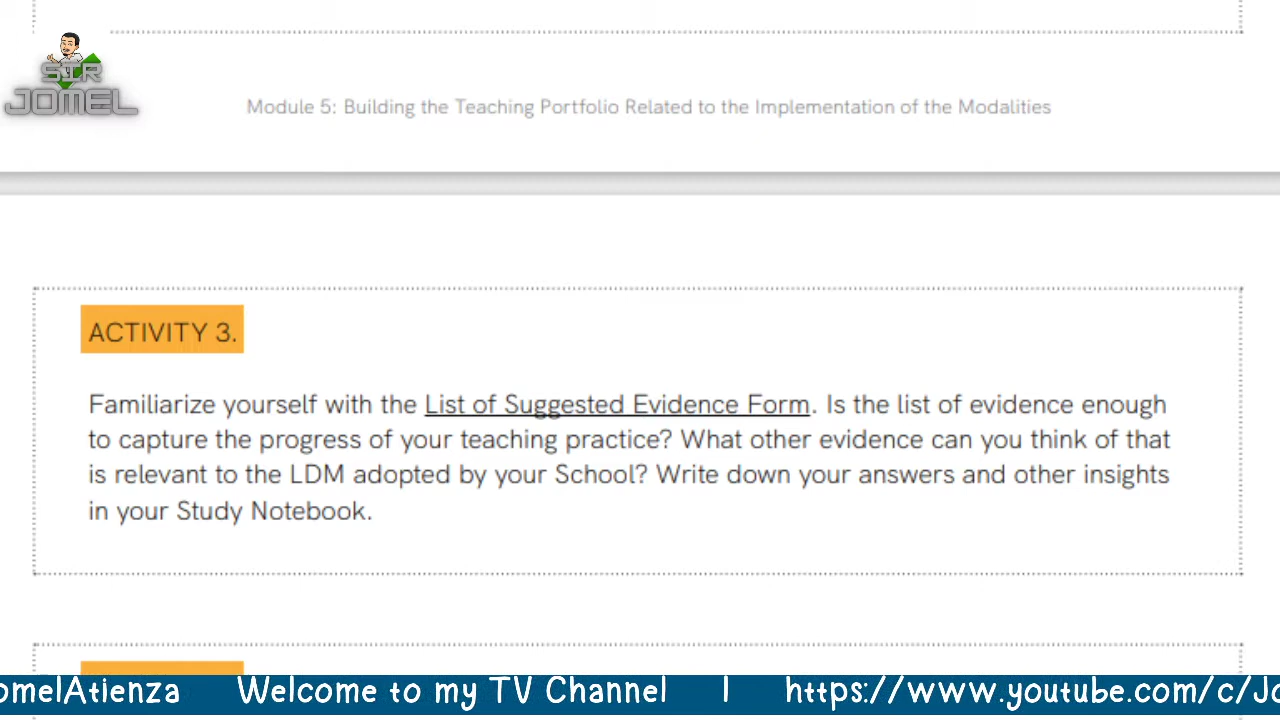 SIR
JOMEL
Module 5: Building the Teaching Portfolio Related to the Implementation of the Modalities
ACTIVITY 3.
Familiarize yourself with the List of Suggested Evidence Form. Is the list of evidence enough
to capture the progress of your teaching practice? What other evidence can you think of that
is relevant to the LDM adopted by your School? Write down your answers and other insights
in your Study Notebook.
omelAtienza Welcome to my TV Channel | https://www.youtube.com/c/Jo